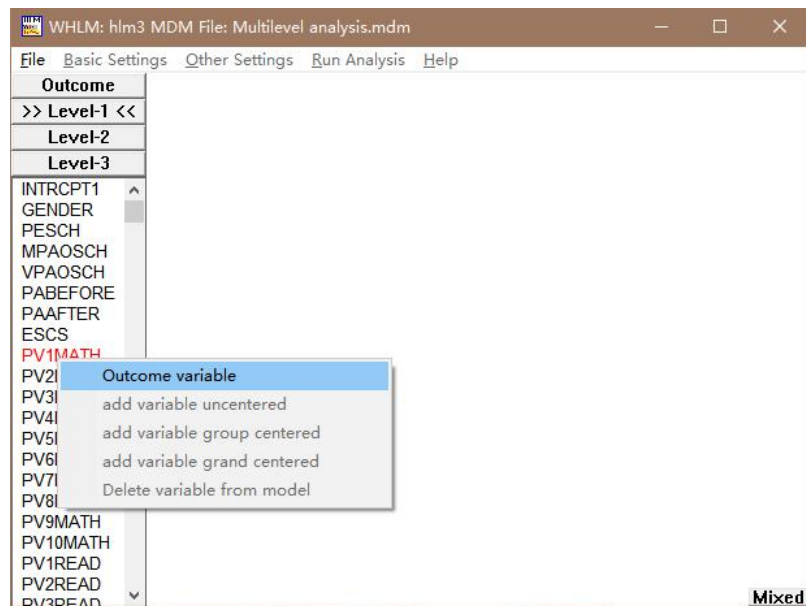 WHLM: hlm3 MDM File: Multilevel analysis.mdm
File Basic Settings Other Settings Run Analysis Help
Outcome
>> Level-1 <<
Level-2
Level-3
INTRCPT1
GENDER
PESCH
MPAOSCH
VPAOSCH
PABEFORE
PAAFTER
ESCS
PV1MATH
Outcome variable
add variable uncentered
add variable group centered
add variable grand centered
Delete variable from model
PV9MATH
PV10MATH
PV1READ
PV2READ
PV3READ
Mixed